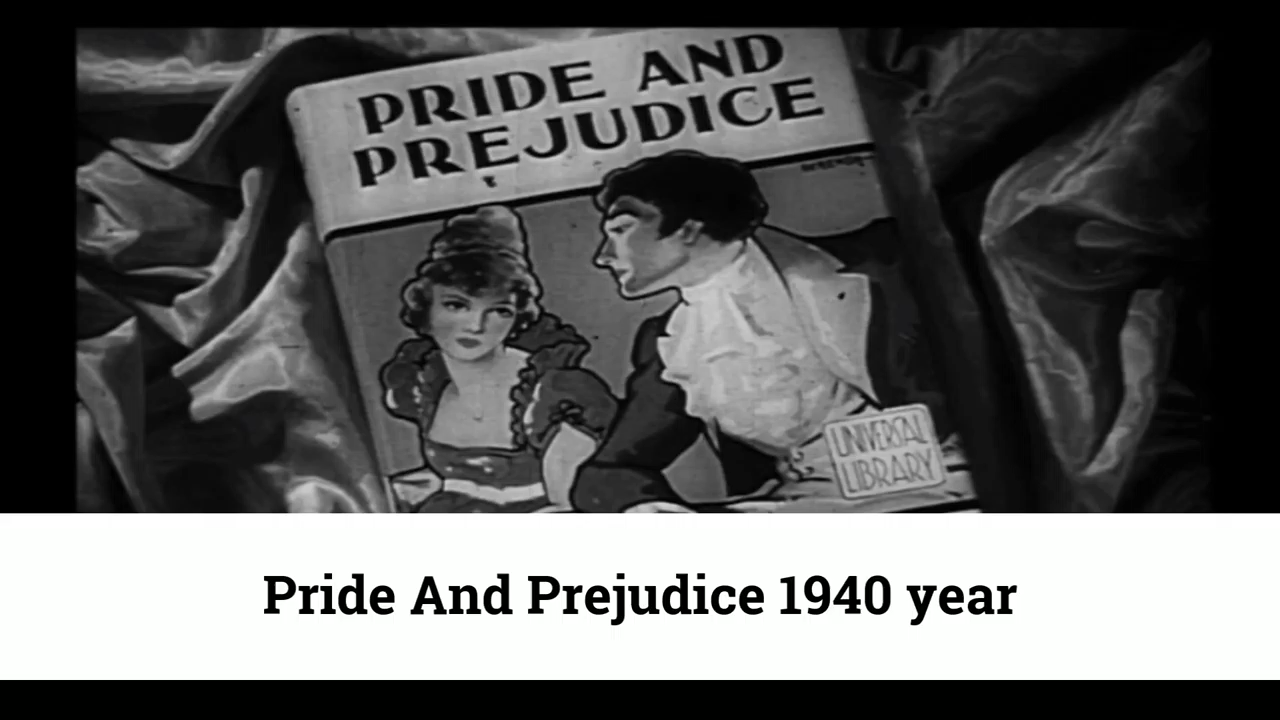 PRIDE AND
PREJUDICE
UNIVERSAL
LIBRARY
Pride And Prejudice 1940 year